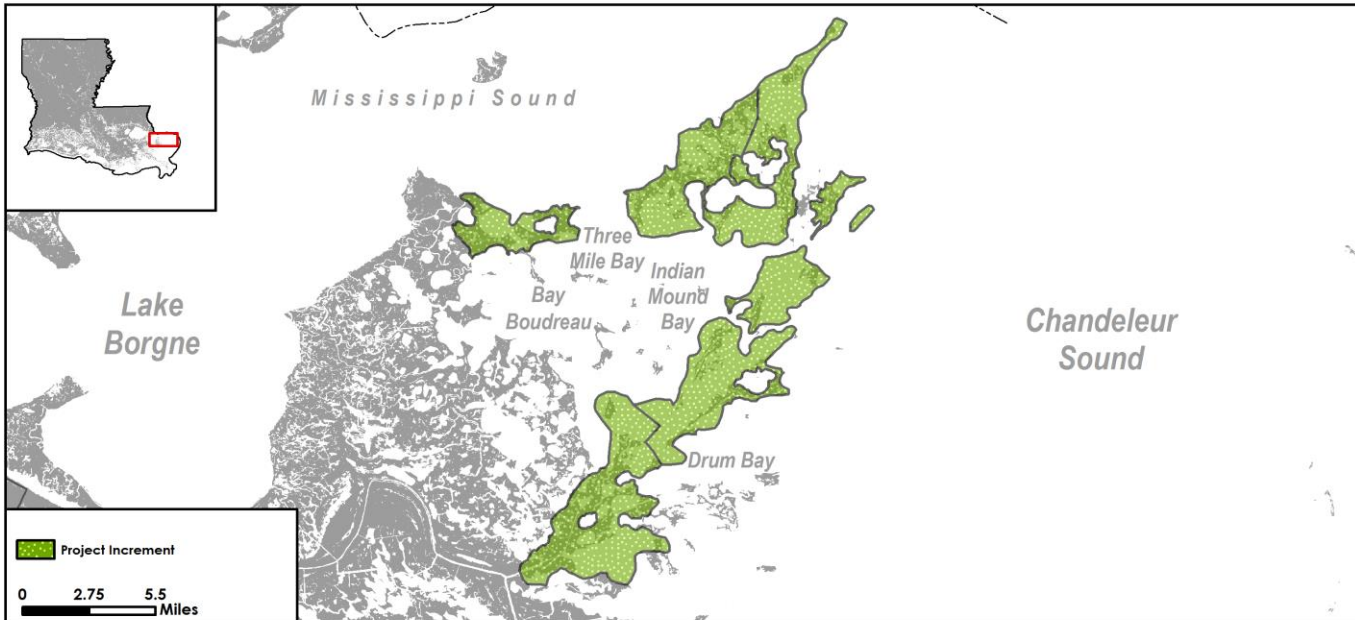 Mississippi Sound
Three
Mile Bay
Indian
Mound
Bay
Bay
Boudreau
Lake
Borgne
Chandeleur
Sound
Drum Bay
Project Increment
0 2.75 5.5
Miles